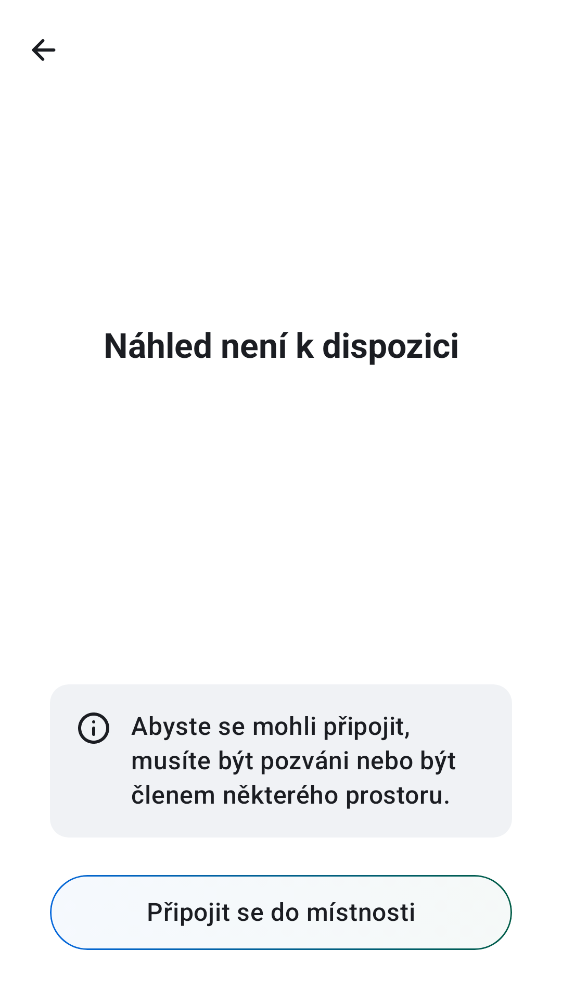 Náhled není k dispozici
Abyste se mohli připojit,
musíte být pozváni nebo být
členem některého prostoru.
Připojit se do místnosti